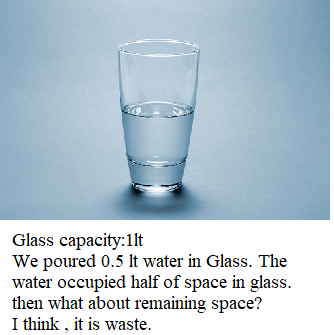 Glass capacity:1lt
We poured 0.5 lt water in Glass. The
water occupied half of space in glass.
then what about remaining space?
I think , it is waste.